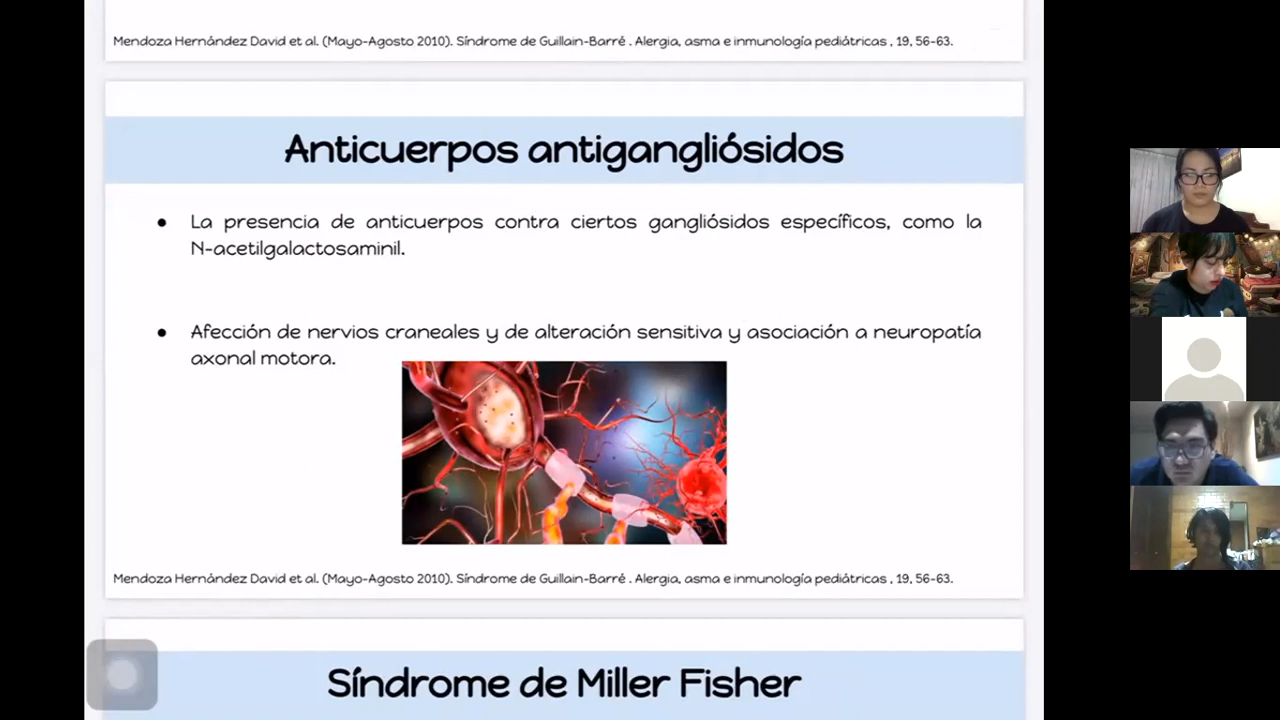 Mendoza Hernández David et al. (Mayo-Agosto 2010). Síndrome de Guillain-Barré . Alergia, asma e inmunología pediátricas , 19, 56-63.
Anticuerpos antigangliósidos
● La presencia de anticuerpos contra ciertos gangliósidos específicos, como la
N-acetilgalactosaminil.
● Afección de nervios craneales y de alteración sensitiva y asociación a neuropatía
axonal motora.
Mendoza Hernández David et al. (Mayo-Agosto 2010). Síndrome de Guillain-Barré . Alergia, asma e inmunología pediátricas , 19, 56-63.
Síndrome de Miller Fisher